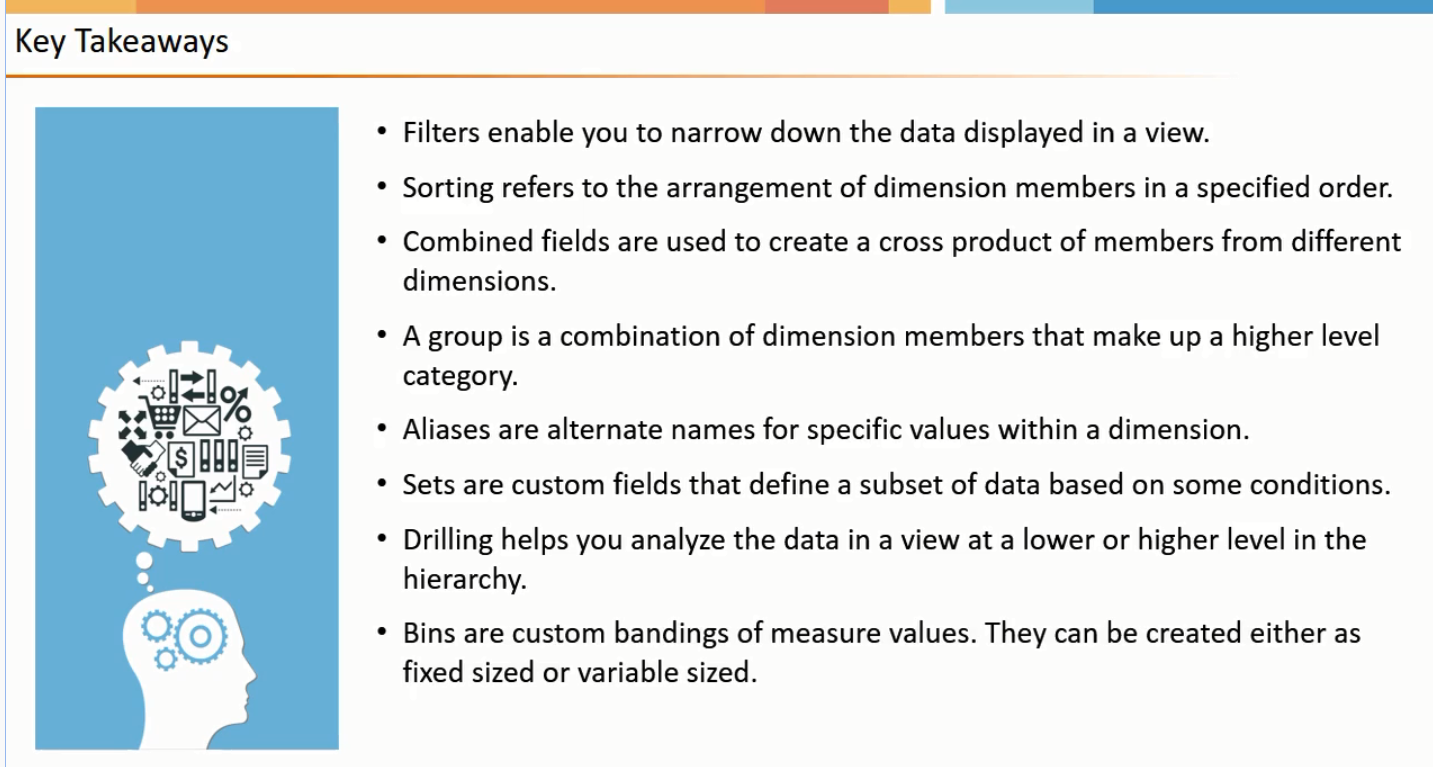 Key Takeaways
• Filters enable you to narrow down the data displayed in a view.
• Sorting refers to the arrangement of dimension members in a specified order.
• Combined fields are used to create a cross product of members from different
dimensions.
• A group is a combination of dimension members that make up a higher level
category.
• Aliases are alternate names for specific values within a dimension.
• Sets are custom fields that define a subset of data based on some conditions.
• Drilling helps you analyze the data in a view at a lower or higher level in the
hierarchy.
• Bins are custom bandings of measure values. They can be created either as
fixed sized or variable sized.